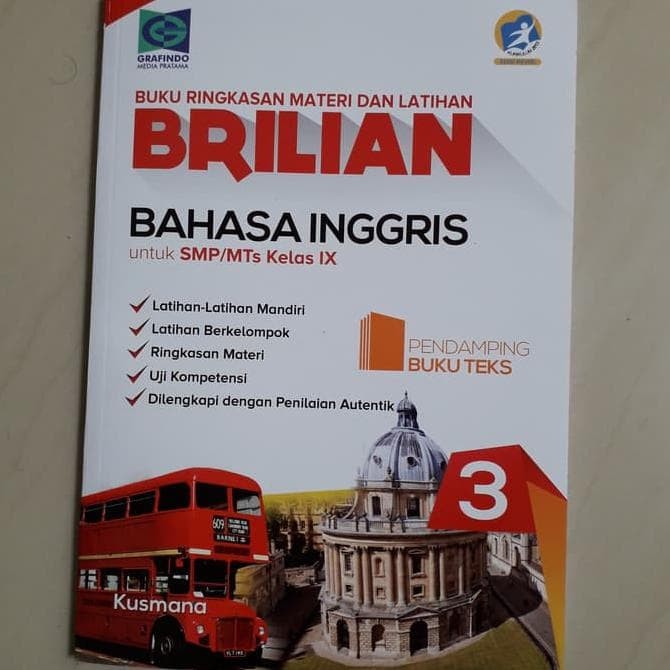 GRAFINDO
MEDIA PRATAMA
BUKU RINGKASAN MATERI DAN LATIHAN
BRILIAN
BAHASA INGGRIS
untuk SMP/MTs Kelas IX
Latihan-Latihan Mandiri
Latihan Berkelompok
Ringkasan Materi
Uji Kompetensi
Dilengkapi dengan Penilaian Autentik
PENDAMPING
BUKU TEKS
3
609
BARNET
Kusmana